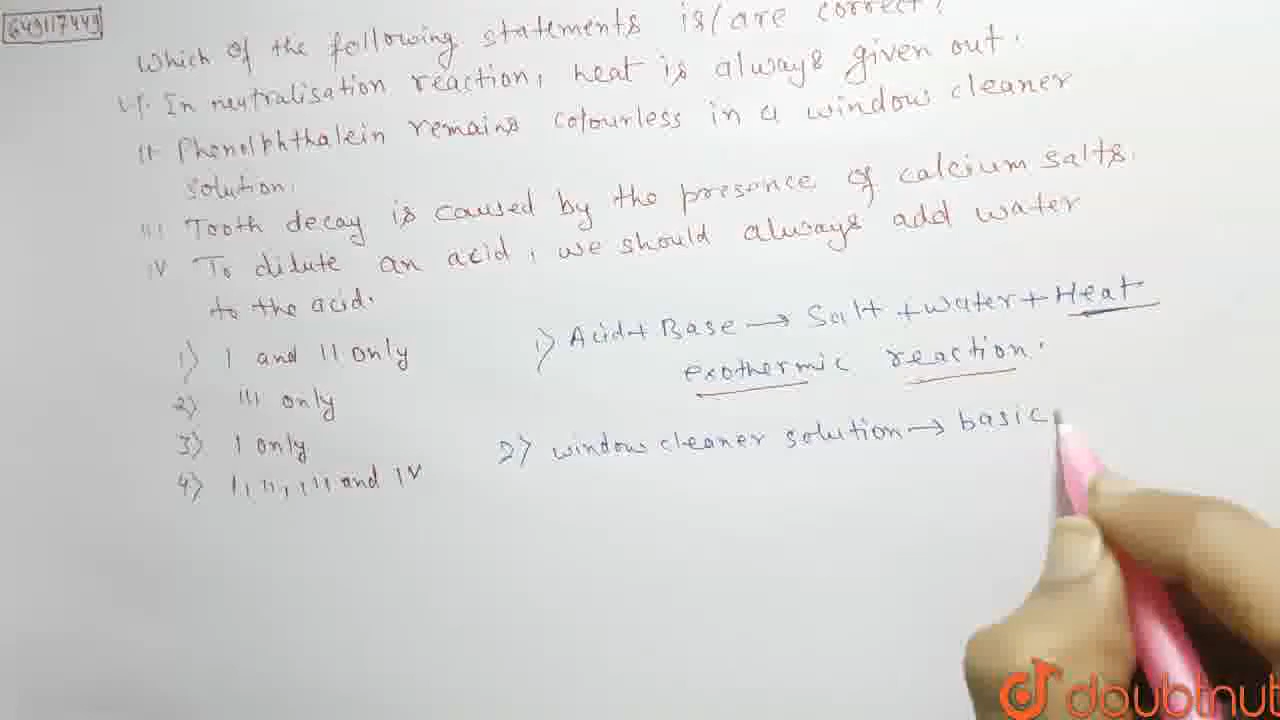 649117449
Which of the following statements is/are correct?
I. In neutralisation reaction, heat is always given out.
II Phenolphthalein remains colourless in a window cleaner
solution.
III Tooth decay is caused by the presence of calcium salts.
IV To dilute an acid, we should always add water
to the acid.
1) I and II only
2) III only
3) I only
4) I, II, III and IV
1) Acid + Base → Salt + Water + Heat
exothermic reaction.
2) window cleaner solution → basic
doubtnut